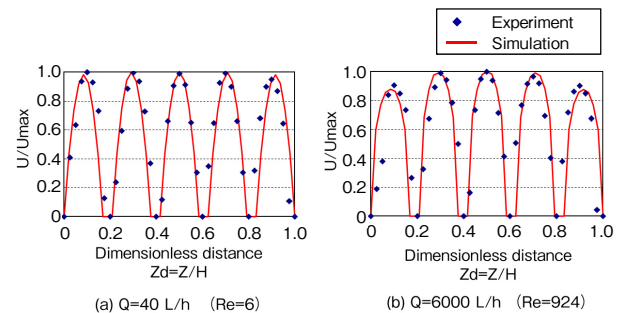 Experiment
Simulation
1.0
0.8
0.6
0.4
0.2
0
U/Umax
0 0.2 0.4 0.6 0.8 1.0
Dimensionless distance
Zd=Z/H
(a) Q=40 L/h （Re=6）
1.0
0.8
0.6
0.4
0.2
0
U/Umax
0 0.2 0.4 0.6 0.8 1.0
Dimensionless distance
Zd=Z/H
(b) Q=6000 L/h （Re=924）